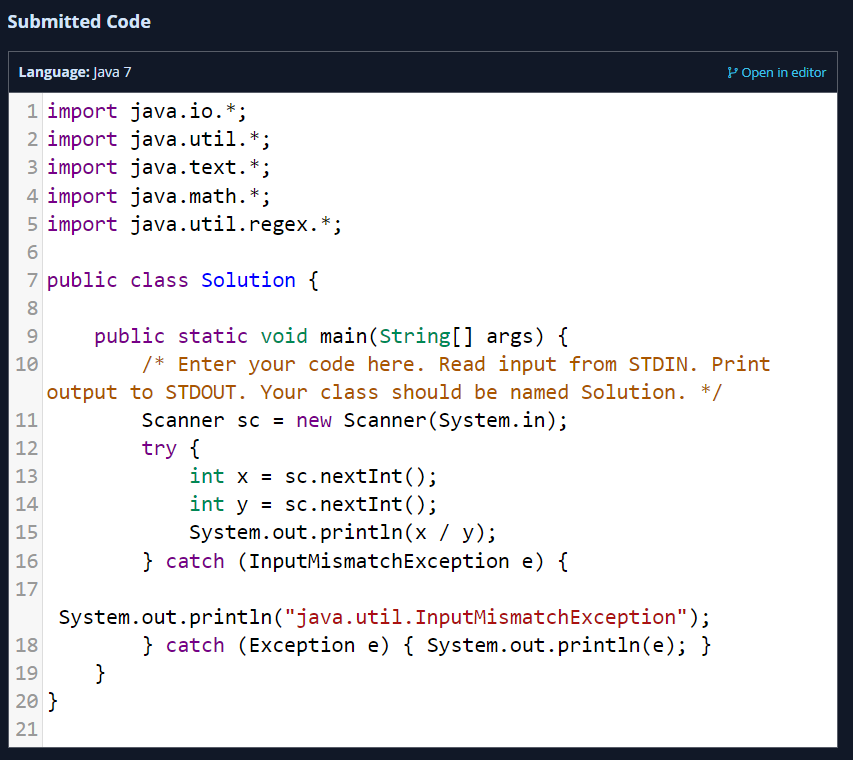 Submitted Code
Language: Java 7
Open in editor
1 import java.io.*;
2 import java.util.*;
3 import java.text.*;
4 import java.math.*;
5 import java.util.regex.*;
6
7 public class Solution {
8
9     public static void main(String[] args) {
10         /* Enter your code here. Read input from STDIN. Print
output to STDOUT. Your class should be named Solution. */
11         Scanner sc = new Scanner(System.in);
12         try {
13             int x = sc.nextInt();
14             int y = sc.nextInt();
15             System.out.println(x / y);
16         } catch (InputMismatchException e) {
17
 System.out.println("java.util.InputMismatchException");
18         } catch (Exception e) { System.out.println(e); }
19     }
20 }
21